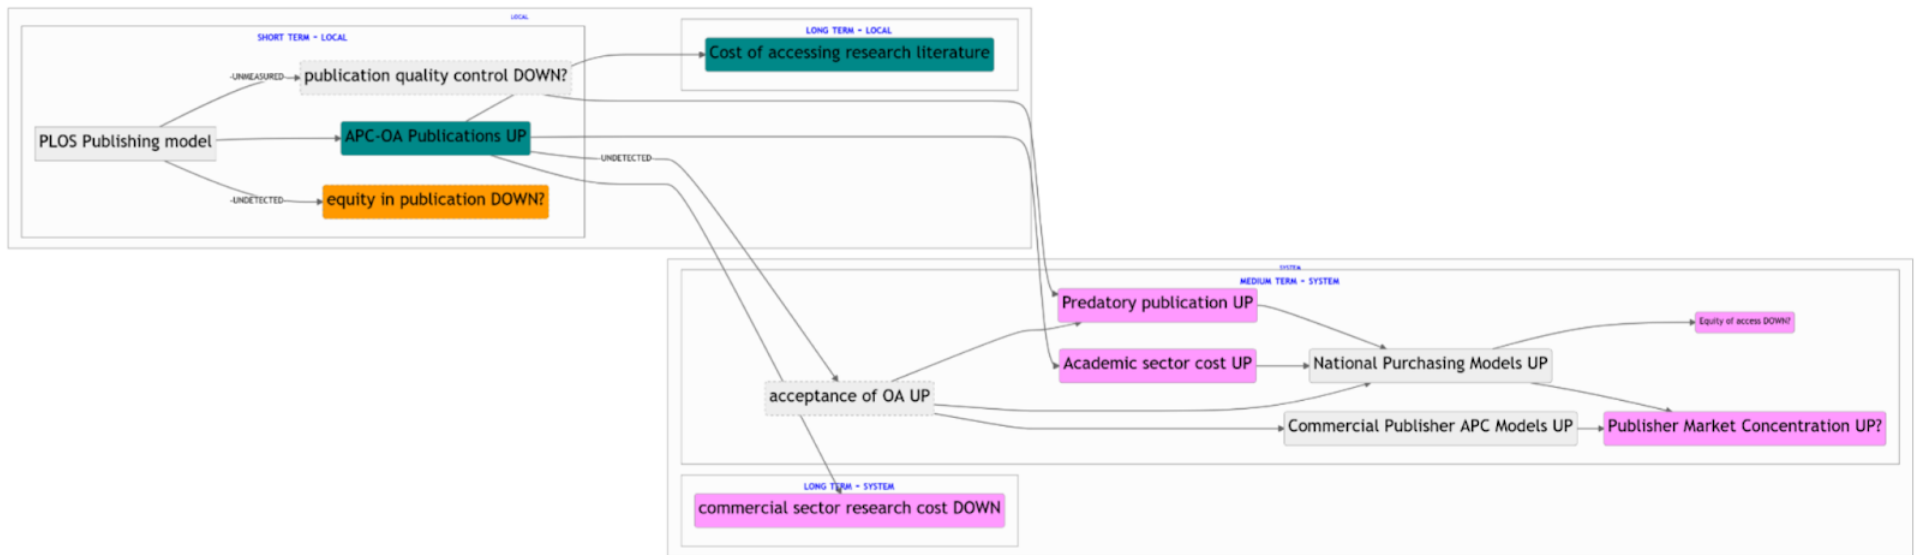 LOCAL
SHORT TERM - LOCAL
LONG TERM - LOCAL
Cost of accessing research literature
-UNMEASURED-
publication quality control DOWN?
PLOS Publishing model
APC-OA Publications UP
UNDETECTED
-UNDETECTED-
equity in publication DOWN?
SYSTEM
MEDIUM TERM - SYSTEM
Predatory publication UP
Equity of access DOWN?
Academic sector cost UP
National Purchasing Models UP
acceptance of OA UP
Commercial Publisher APC Models UP
Publisher Market Concentration UP?
LONG TERM - SYSTEM
commercial sector research cost DOWN